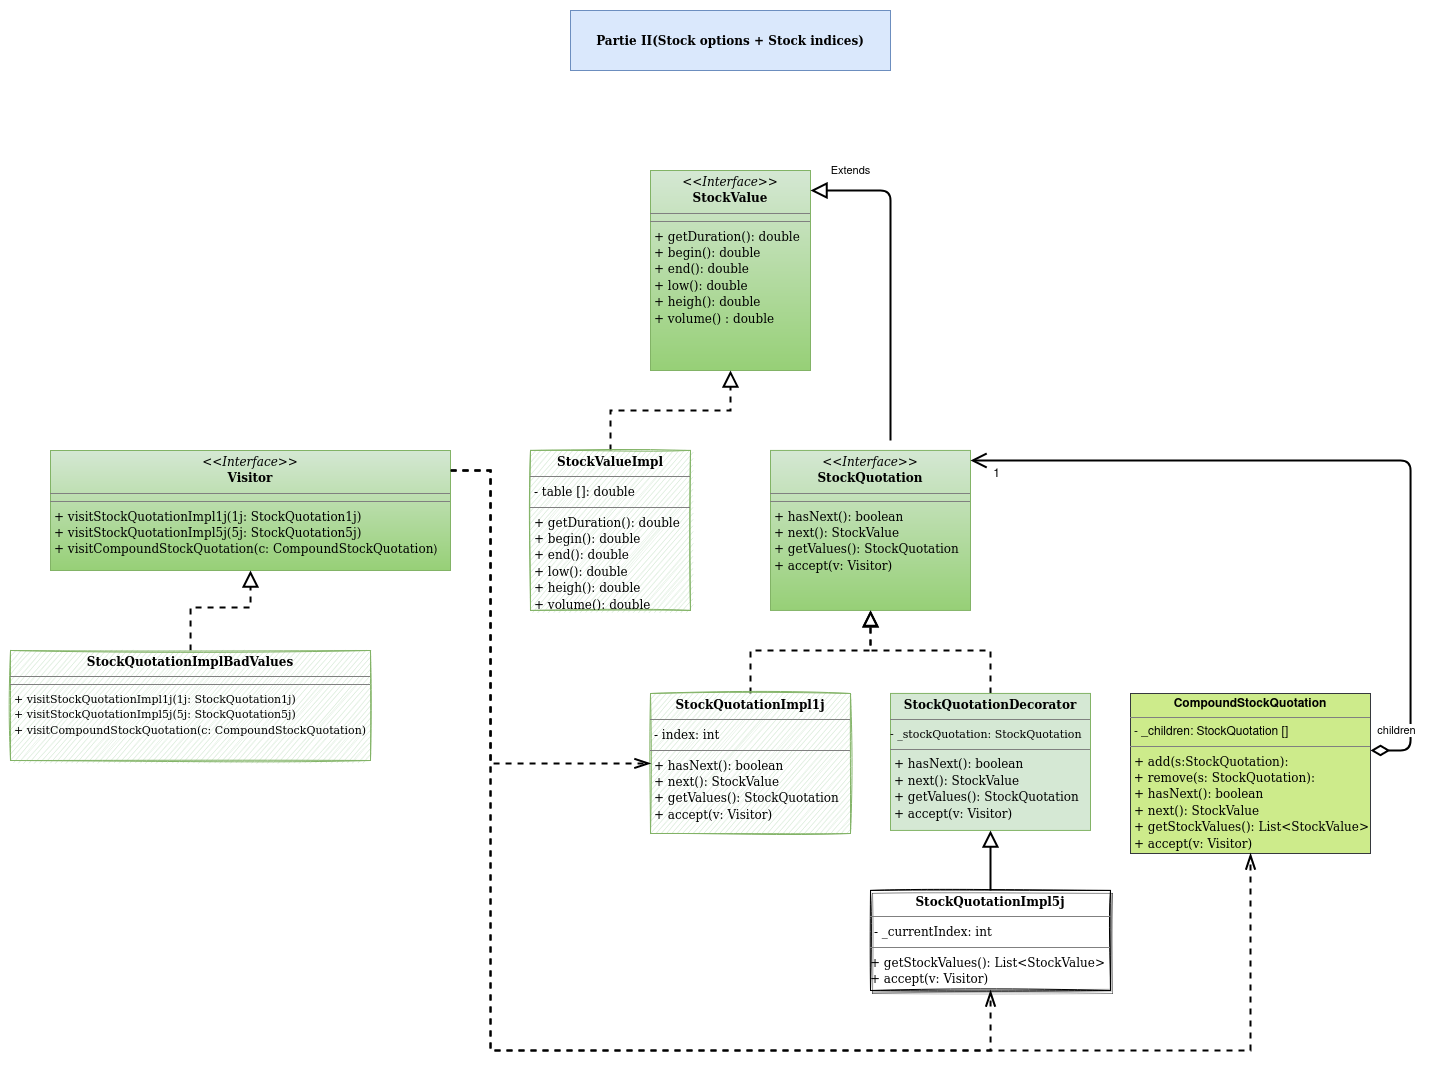 Partie II(Stock options + Stock indices)
Extends
<<Interface>>
StockValue
+ getDuration(): double
+ begin(): double
+ end(): double
+ low(): double
+ heigh(): double
+ volume() : double
<<Interface>>
Visitor
+ visitStockQuotationImpl1j(1j: StockQuotation1j)
+ visitStockQuotationImpl5j(5j: StockQuotation5j)
+ visitCompoundStockQuotation(c: CompoundStockQuotation)
StockValueImpl
- table []: double
+ getDuration(): double
+ begin(): double
+ end(): double
+ low(): double
+ heigh(): double
+ volume(): double
<<Interface>>
StockQuotation
+ hasNext(): boolean
+ next(): StockValue
+ getValues(): StockQuotation
+ accept(v: Visitor)
1
StockQuotationImplBadValues
+ visitStockQuotationImpl1j(1j: StockQuotation1j)
+ visitStockQuotationImpl5j(5j: StockQuotation5j)
+ visitCompoundStockQuotation(c: CompoundStockQuotation)
StockQuotationImpl1j
- index: int
+ hasNext(): boolean
+ next(): StockValue
+ getValues(): StockQuotation
+ accept(v: Visitor)
StockQuotationDecorator
- _stockQuotation: StockQuotation
+ hasNext(): boolean
+ next(): StockValue
+ getValues(): StockQuotation
+ accept(v: Visitor)
CompoundStockQuotation
- _children: StockQuotation []
+ add(s:StockQuotation):
+ remove(s: StockQuotation):
+ hasNext(): boolean
+ next(): StockValue
+ getStockValues(): List<StockValue>
+ accept(v: Visitor)
children
StockQuotationImpl5j
- _currentIndex: int
+ getStockValues(): List<StockValue>
+ accept(v: Visitor)